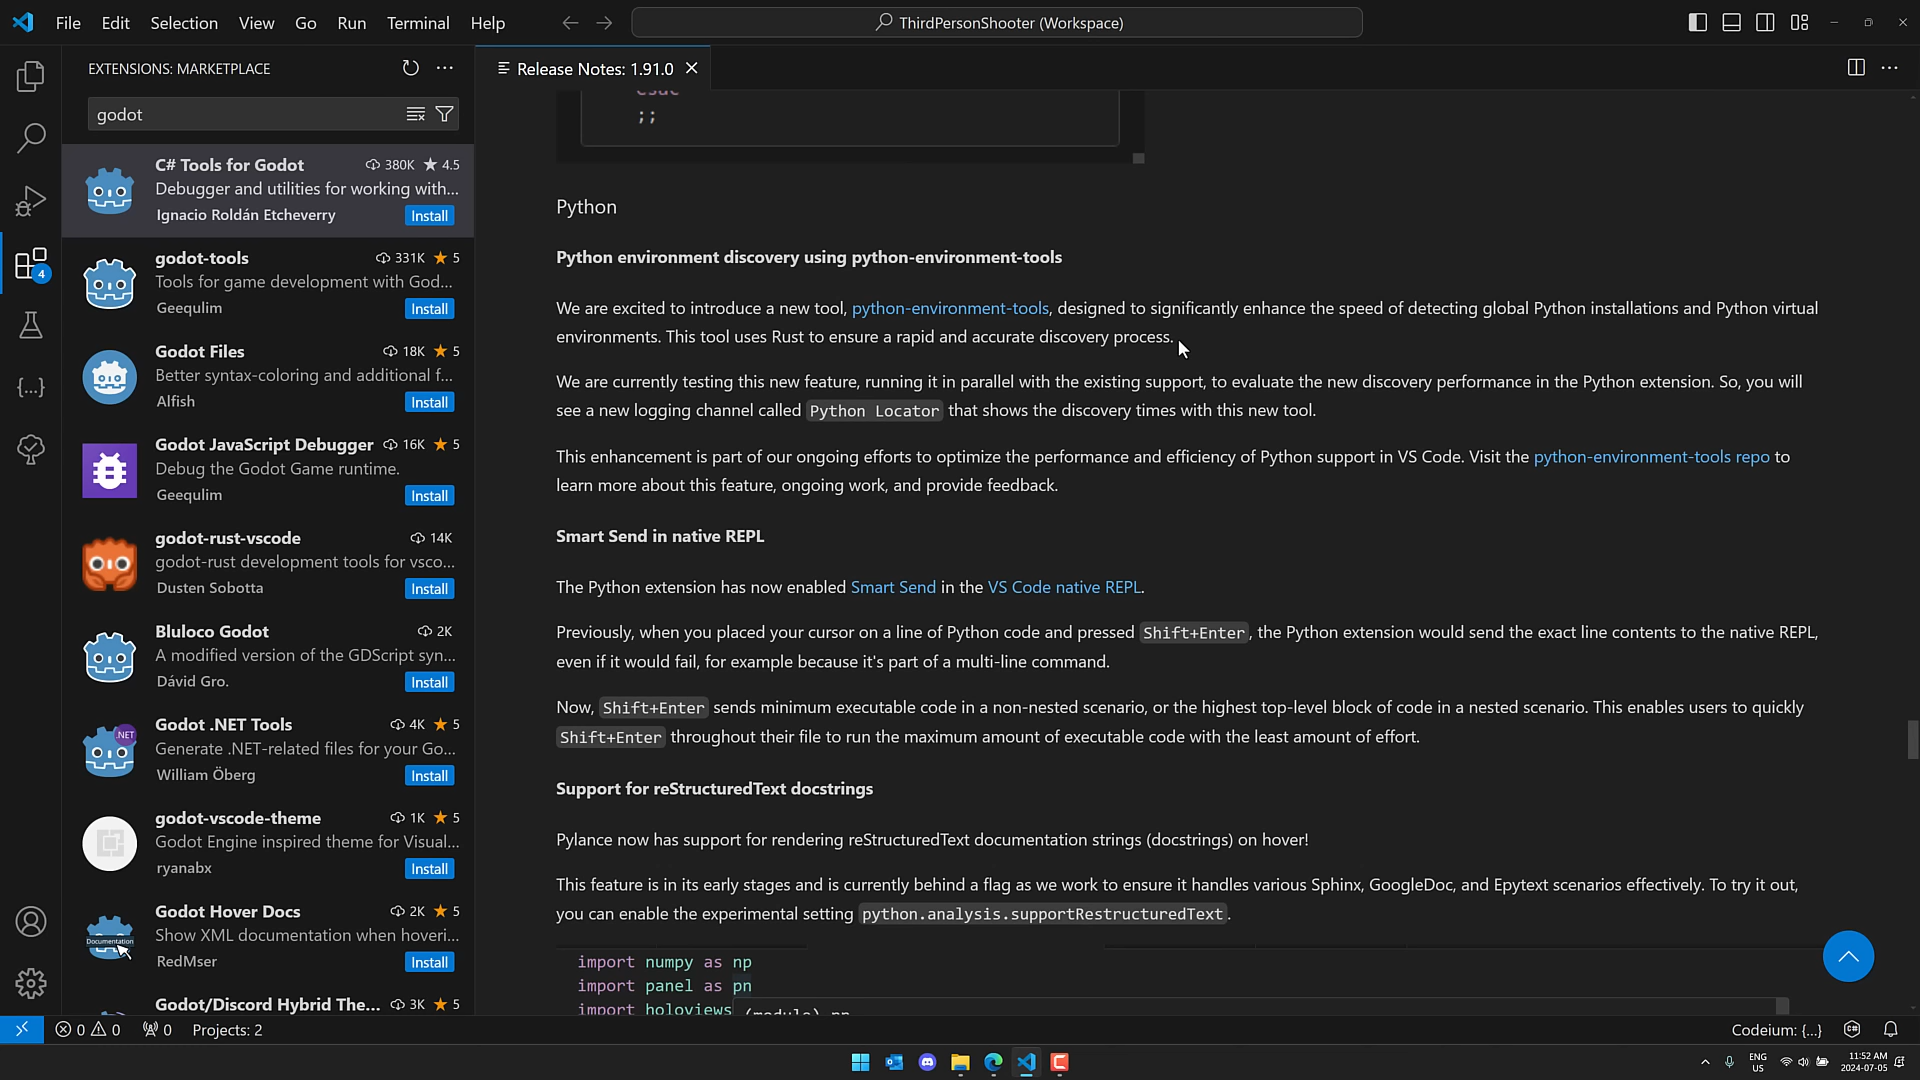 File Edit Selection View Go Run Terminal Help
ThirdPersonShooter (Workspace)
EXTENSIONS: MARKETPLACE
godot
C# Tools for Godot 380K 4.5
Debugger and utilities for working with...
Ignacio Roldán Etcheverry Install
godot-tools 331K 5
Tools for game development with God...
Geequlim Install
Godot Files 18K 5
Better syntax-coloring and additional f...
Alfish Install
Godot JavaScript Debugger 16K 5
Debug the Godot Game runtime.
Geequlim Install
godot-rust-vscode 14K
godot-rust development tools for vsco...
Dusten Sobotta Install
Bluloco Godot 2K
A modified version of the GDScript syn...
Dávid Gro. Install
.NET
Godot .NET Tools 4K 5
Generate .NET-related files for your Go...
William Öberg Install
godot-vscode-theme 1K 5
Godot Engine inspired theme for Visual...
ryanabx Install
Documentation
Godot Hover Docs 2K 5
Show XML documentation when hoveri...
RedMser Install
Godot/Discord Hybrid The... 3K 5
4
{...}
Release Notes: 1.91.0
esac
;;
Python
Python environment discovery using python-environment-tools
We are excited to introduce a new tool, python-environment-tools, designed to significantly enhance the speed of detecting global Python installations and Python virtual
environments. This tool uses Rust to ensure a rapid and accurate discovery process.
We are currently testing this new feature, running it in parallel with the existing support, to evaluate the new discovery performance in the Python extension. So, you will
see a new logging channel called Python Locator that shows the discovery times with this new tool.
This enhancement is part of our ongoing efforts to optimize the performance and efficiency of Python support in VS Code. Visit the python-environment-tools repo to
learn more about this feature, ongoing work, and provide feedback.
Smart Send in native REPL
The Python extension has now enabled Smart Send in the VS Code native REPL.
Previously, when you placed your cursor on a line of Python code and pressed Shift+Enter, the Python extension would send the exact line contents to the native REPL,
even if it would fail, for example because it's part of a multi-line command.
Now, Shift+Enter sends minimum executable code in a non-nested scenario, or the highest top-level block of code in a nested scenario. This enables users to quickly
Shift+Enter throughout their file to run the maximum amount of executable code with the least amount of effort.
Support for reStructuredText docstrings
Pylance now has support for rendering reStructuredText documentation strings (docstrings) on hover!
This feature is in its early stages and is currently behind a flag as we work to ensure it handles various Sphinx, GoogleDoc, and Epytext scenarios effectively. To try it out,
you can enable the experimental setting python.analysis.supportRestructuredText.
import numpy as np
import panel as pn
import holoviews (module) pn
0 0 0 Projects: 2
Codeium: {...}
ENG
US
11:52 AM
2024-07-05